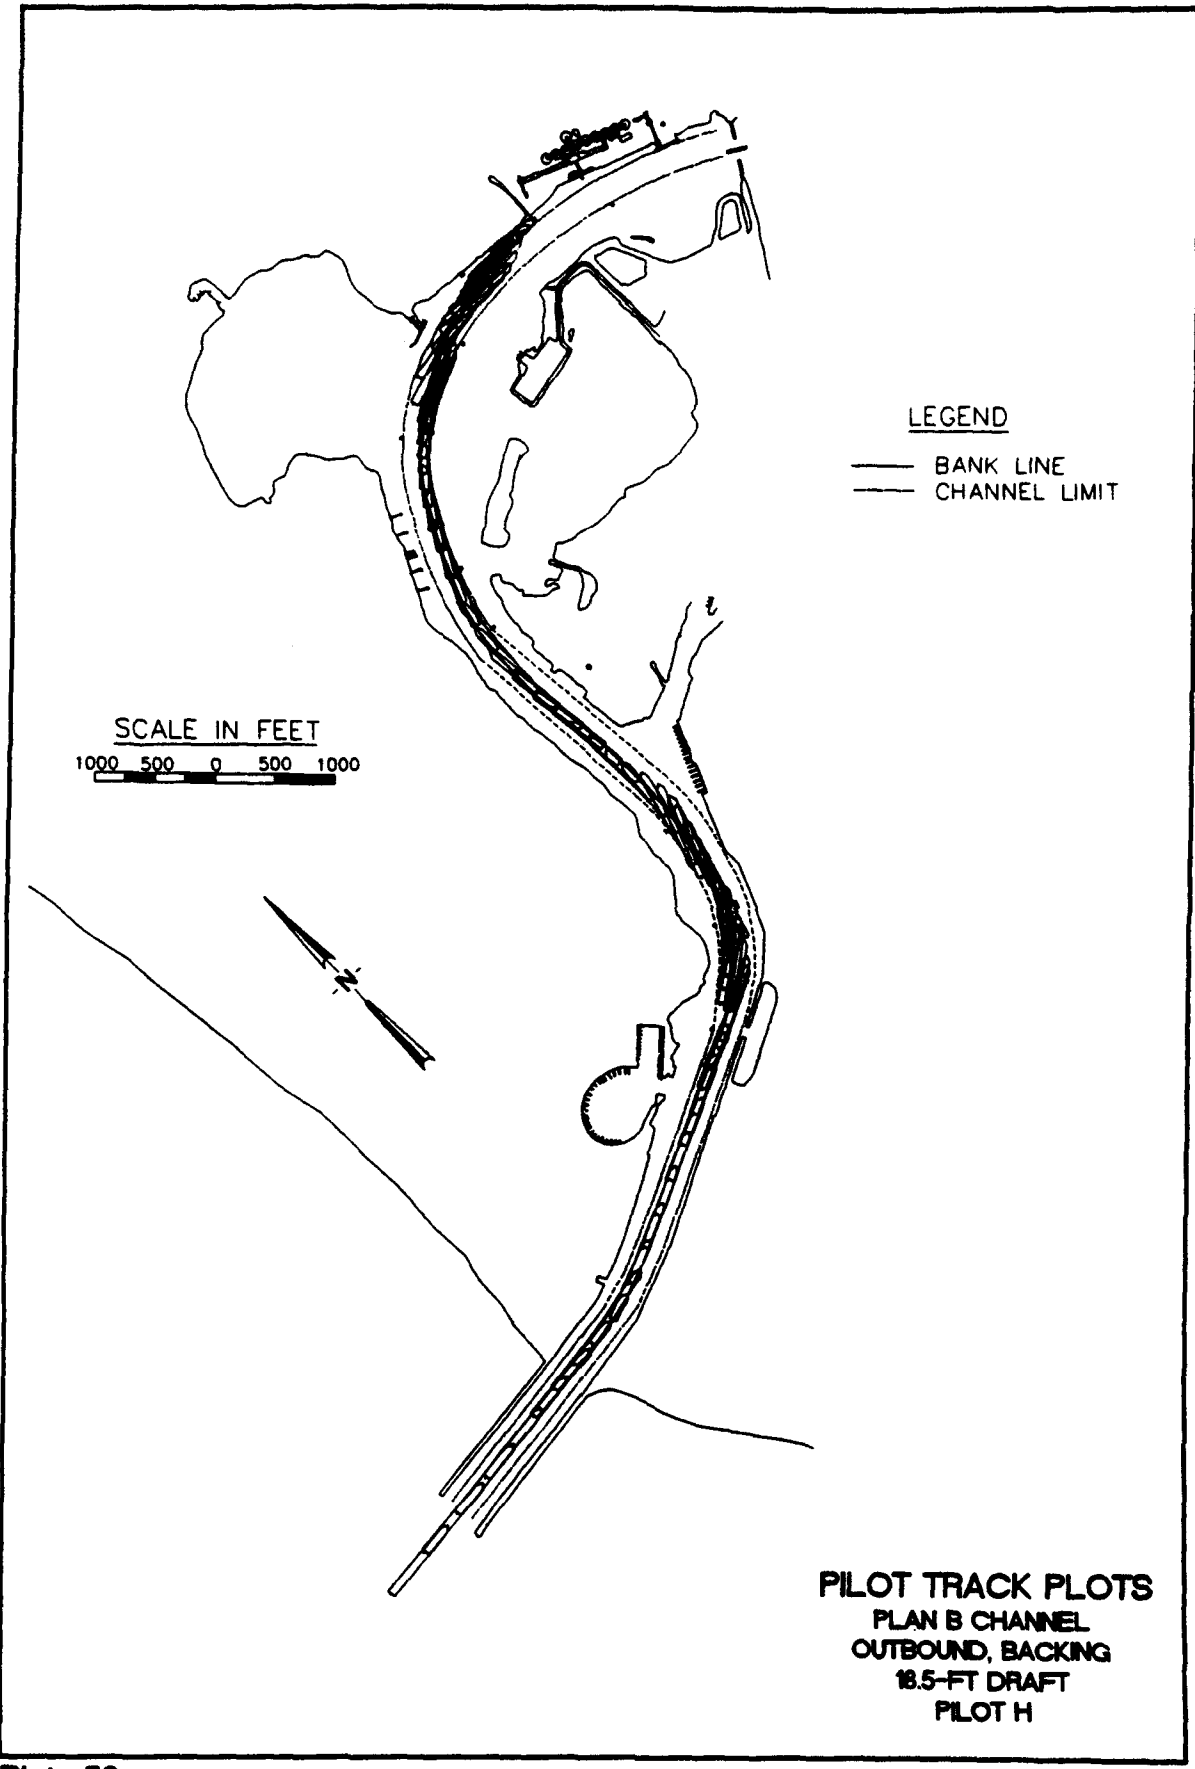 LEGEND
BANK LINE
CHANNEL LIMIT
SCALE IN FEET
1000 500 0 500 1000
N
PILOT TRACK PLOTS
PLAN B CHANNEL
OUTBOUND, BACKING
18.5-FT DRAFT
PILOT H